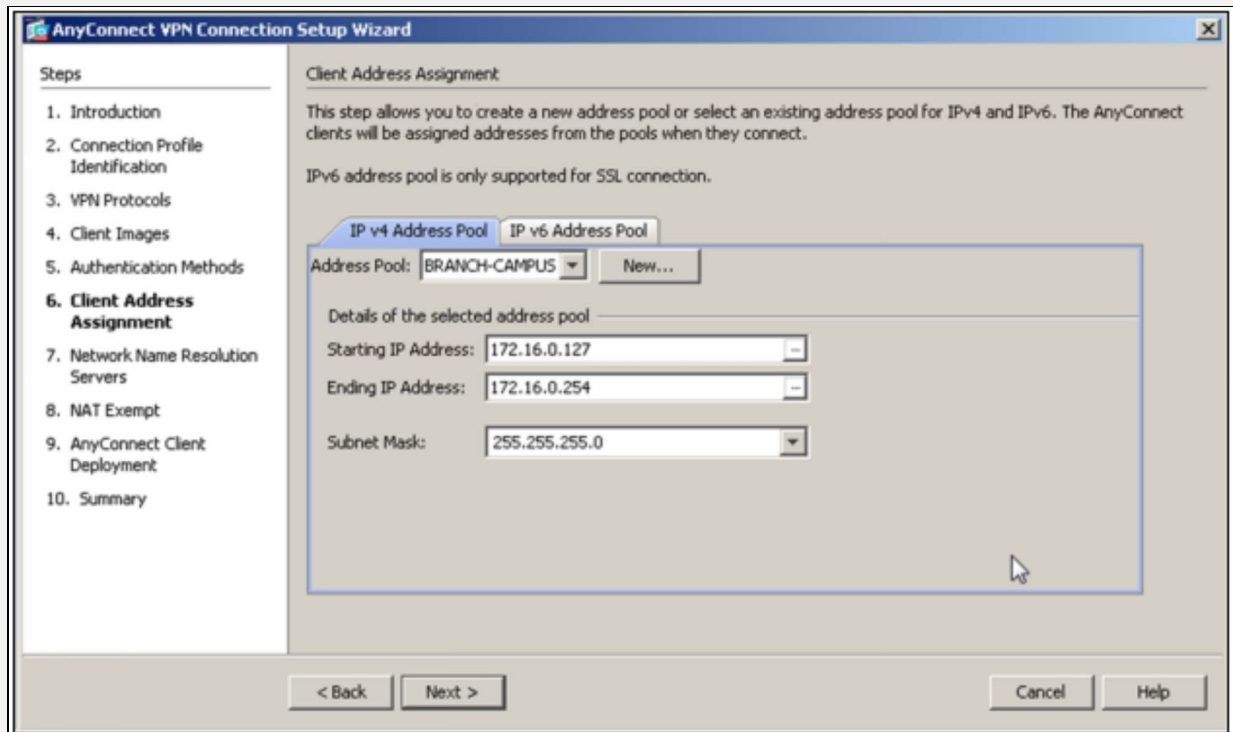 AnyConnect VPN Connection Setup Wizard
Steps
1. Introduction
2. Connection Profile
Identification
3. VPN Protocols
4. Client Images
5. Authentication Methods
6. Client Address
Assignment
7. Network Name Resolution
Servers
8. NAT Exempt
9. AnyConnect Client
Deployment
10. Summary
Client Address Assignment
This step allows you to create a new address pool or select an existing address pool for IPv4 and IPv6. The AnyConnect
clients will be assigned addresses from the pools when they connect.
IPv6 address pool is only supported for SSL connection.
IP v4 Address Pool IP v6 Address Pool
Address Pool: BRANCH-CAMPUS New...
Details of the selected address pool
Starting IP Address: 172.16.0.127 ...
Ending IP Address: 172.16.0.254 ...
Subnet Mask: 255.255.255.0
< Back Next > Cancel Help